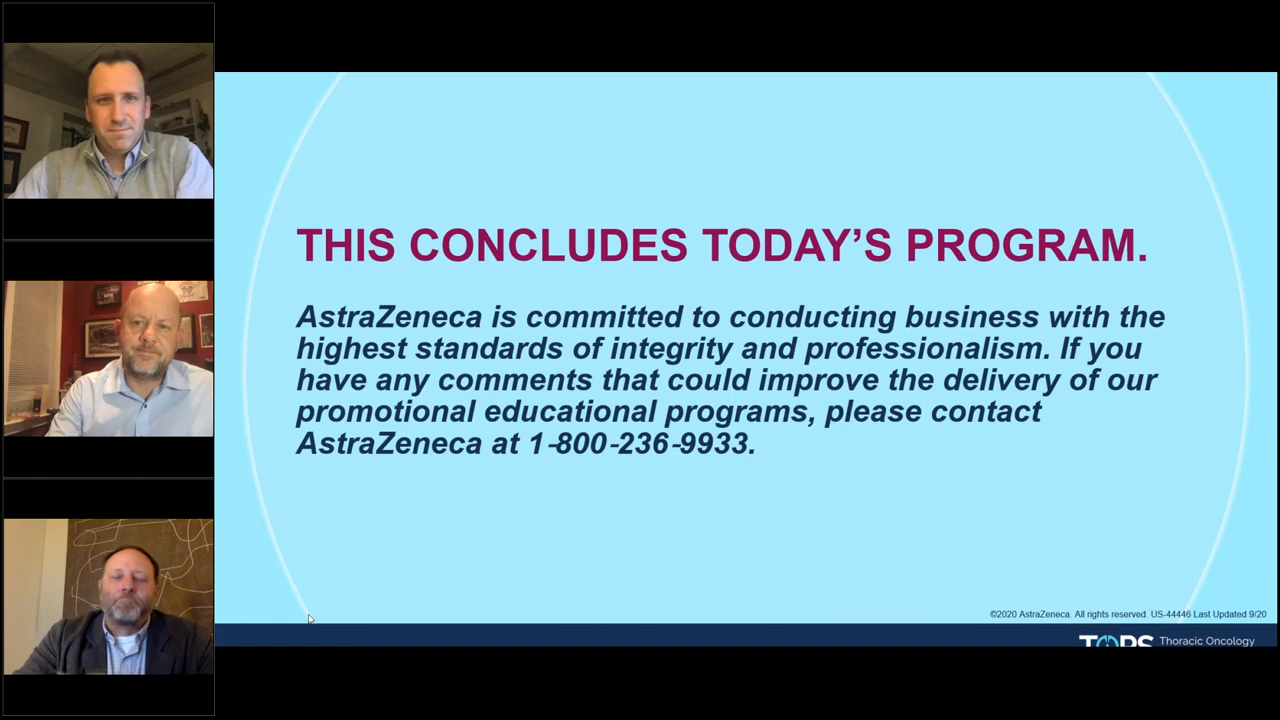 THIS CONCLUDES TODAY’S PROGRAM.
AstraZeneca is committed to conducting business with the
highest standards of integrity and professionalism. If you
have any comments that could improve the delivery of our
promotional educational programs, please contact
AstraZeneca at 1-800-236-9933.
©2020 AstraZeneca. All rights reserved. US-44446 Last Updated 9/20
TOPS Thoracic Oncology